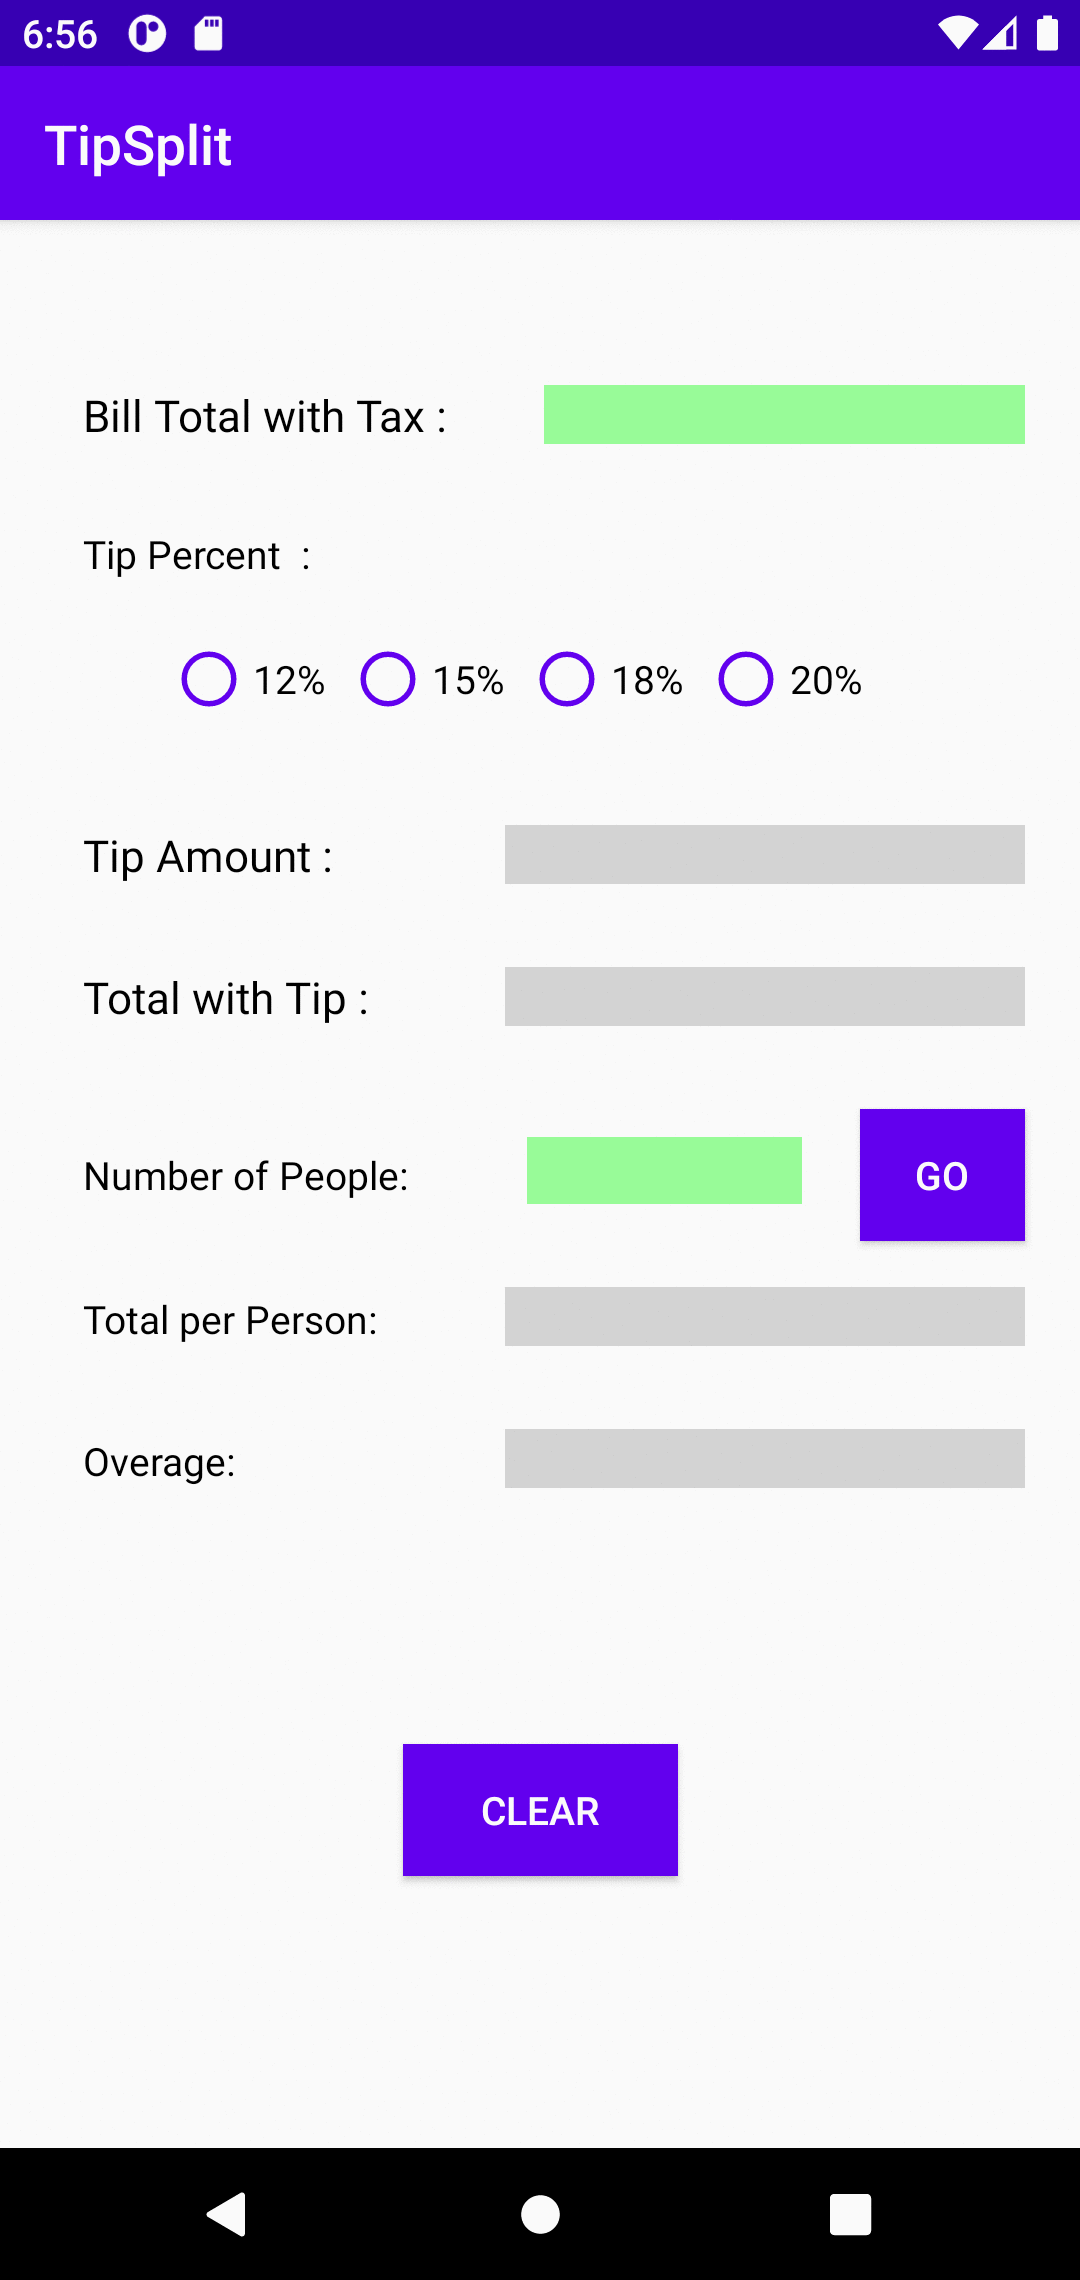 6:56
TipSplit
Bill Total with Tax :
Tip Percent  :
12% 15% 18% 20%
Tip Amount :
Total with Tip :
Number of People: GO
Total per Person:
Overage:
CLEAR